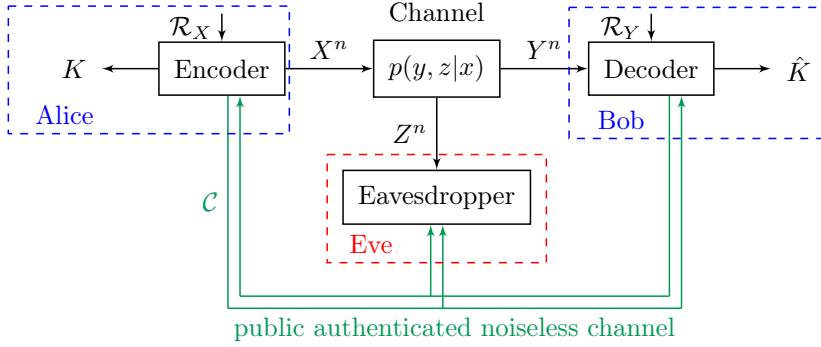 Channel
𝓡_X
𝓡_Y
K
Encoder
X^n
p(y, z|x)
Y^n
Decoder
K̂
Alice
Bob
Z^n
Eavesdropper
𝒞
Eve
public authenticated noiseless channel